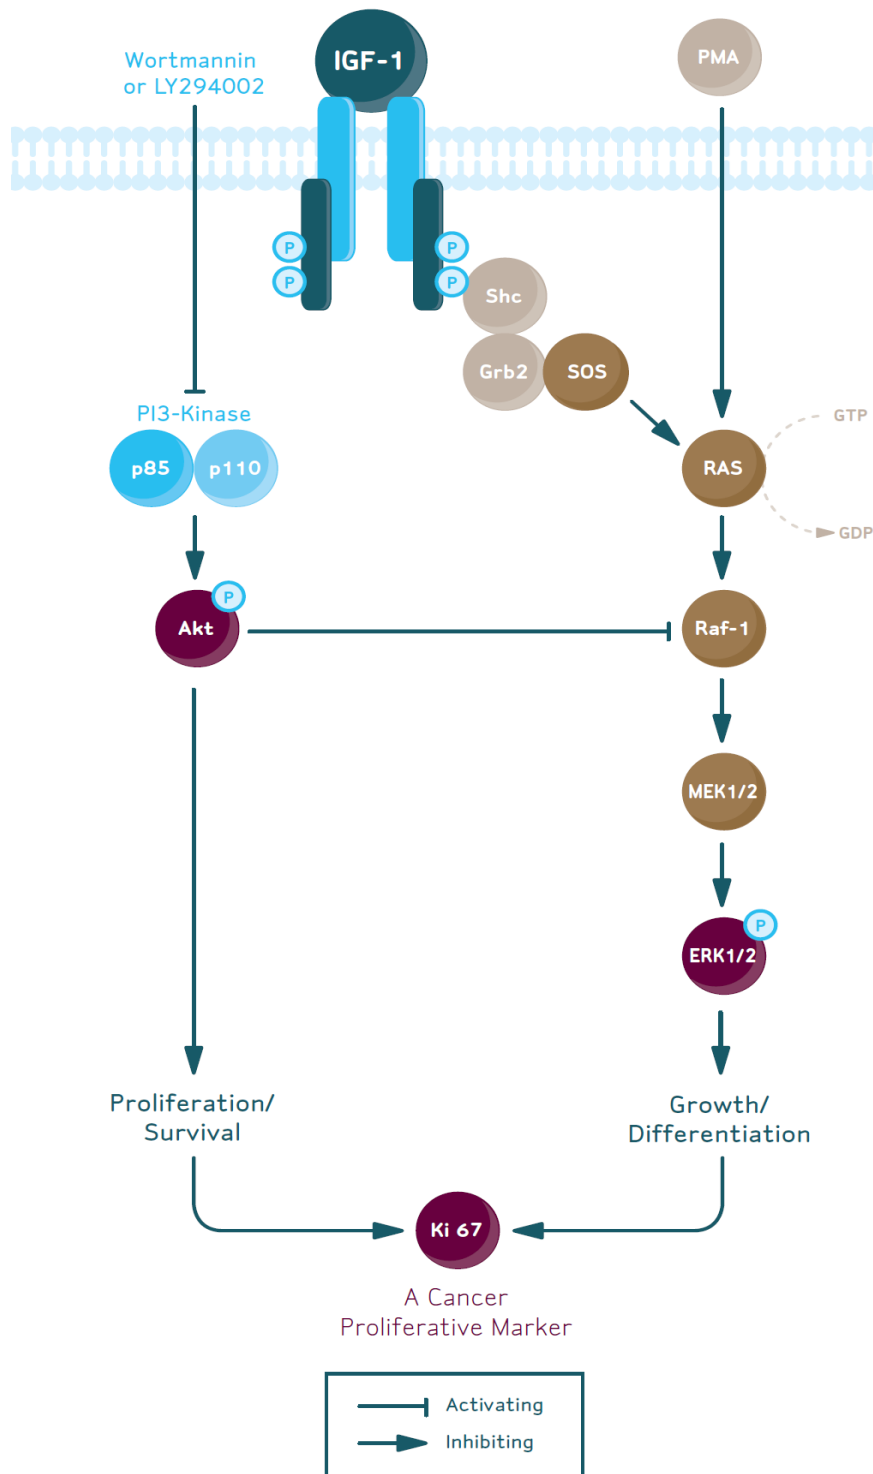 Wortmannin
or LY294002
IGF-1
PMA
P
P
P
P
Shc
Grb2
SOS
PI3-Kinase
p85
p110
RAS
GTP
GDP
Akt
P
Raf-1
MEK1/2
ERK1/2
P
Proliferation/
Survival
Growth/
Differentiation
Ki 67
A Cancer
Proliferative Marker
Activating
Inhibiting